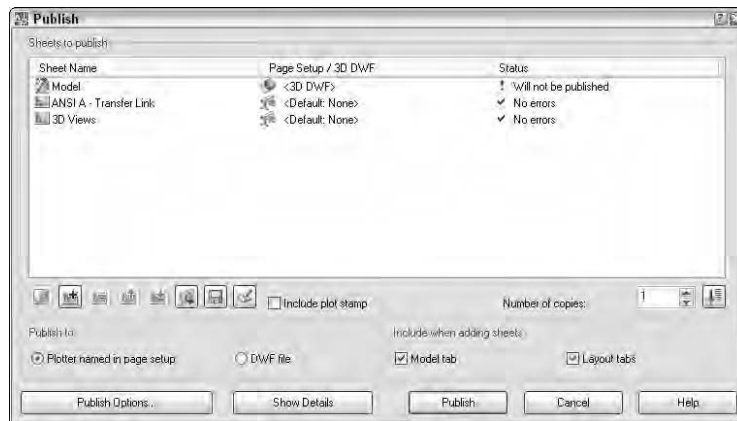 Publish
Sheets to publish
Sheet Name Page Setup / 3D DWF Status
Model <3D DWF> ! Will not be published
ANSI A - Transfer Link <Default: None> No errors
3D Views <Default: None> No errors
Include plot stamp Number of copies: 1
Publish to: Include when adding sheets
Plotter named in page setup DWF file Model tab Layout tabs
Publish Options... Show Details Publish Cancel Help